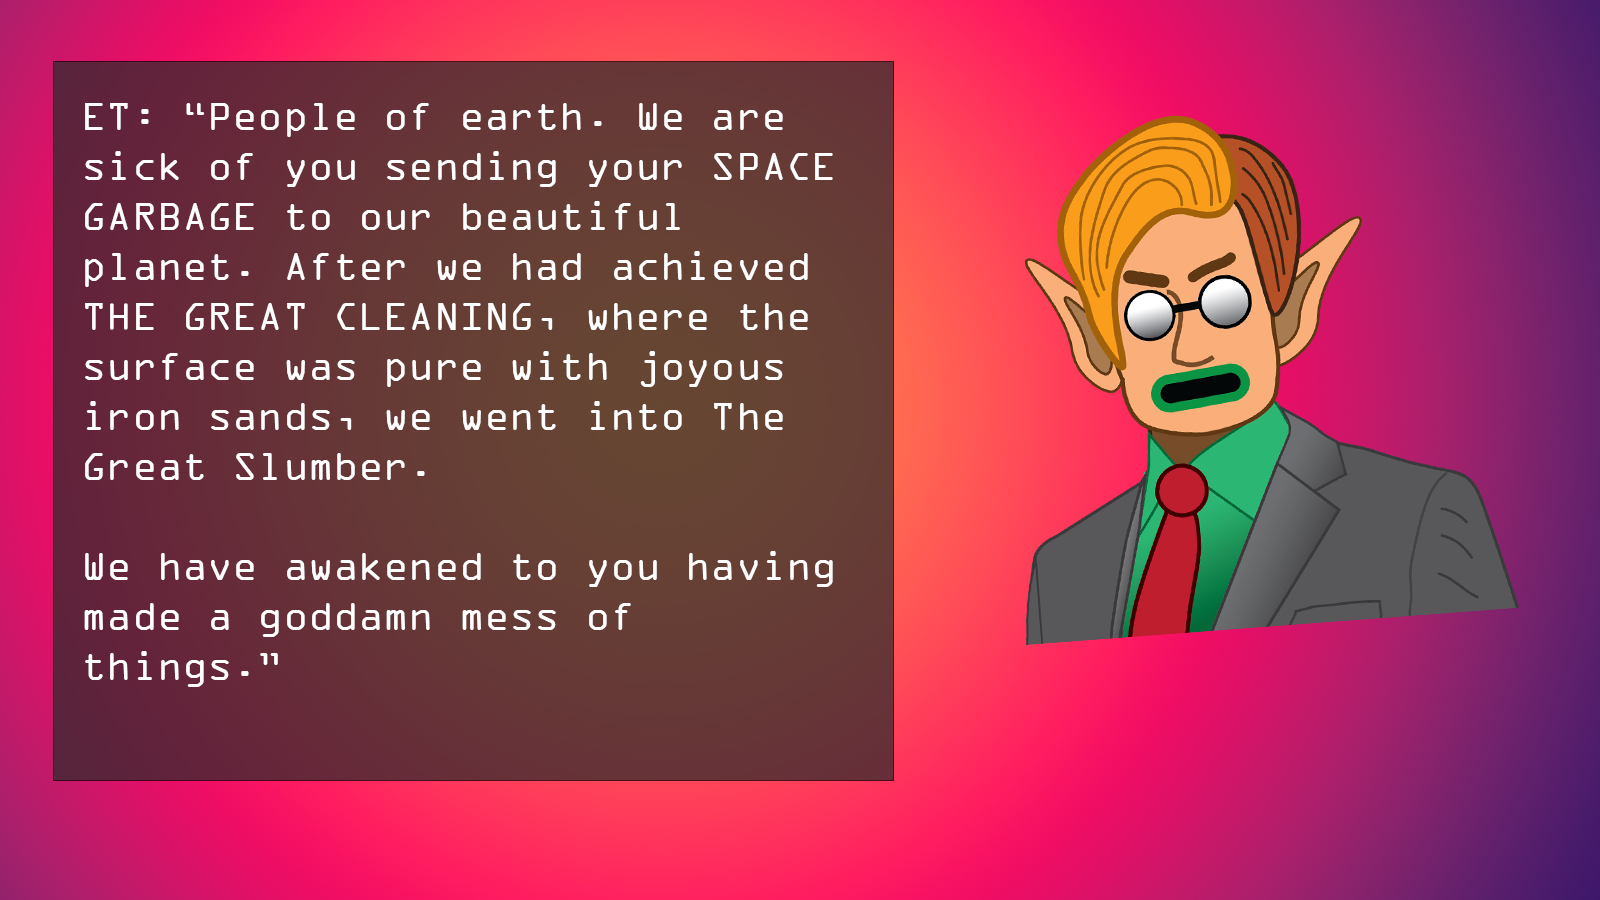 ET: “People of earth. We are
sick of you sending your SPACE
GARBAGE to our beautiful
planet. After we had achieved
THE GREAT CLEANING, where the
surface was pure with joyous
iron sands, we went into The
Great Slumber.
We have awakened to you having
made a goddamn mess of
things.”